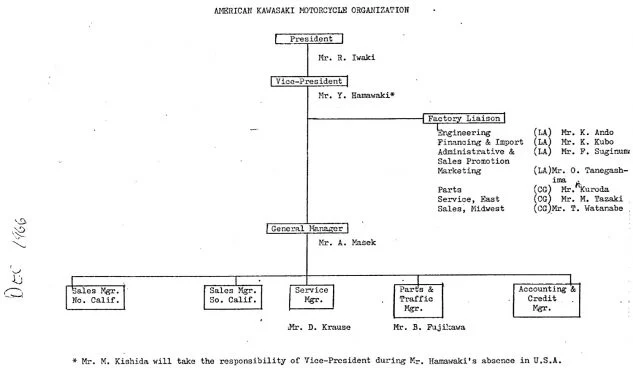 AMERICAN KAWASAKI MOTORCYCLE ORGANIZATION
President
Mr. R. Iwaki
Vice-President
Mr. Y. Hamawaki*
Factory Liaison
Engineering (LA) Mr. K. Ando
Financing & Import (LA) Mr. K. Kubo
Administrative & (LA) Mr. F. Suginum
Sales Promotion
Marketing (LA)Mr. O. Tanegash-
ima
Parts (CG) Mr. Kuroda
Service, East (CG) Mr. M. Tazaki
Sales, Midwest (CG)Mr. T. Watanabe
General Manager
Mr. A. Masek
Sales Mgr. Sales Mgr. Service Parts & Accounting &
No. Calif. So. Calif. Mgr. Traffic Credit
Mgr. Mgr.
Mr. D. Krause Mr. B. Fujikawa
* Mr. M. Kishida will take the responsibility of Vice-President during Mr. Hamawaki's absence in U.S.A.
DEC 1966